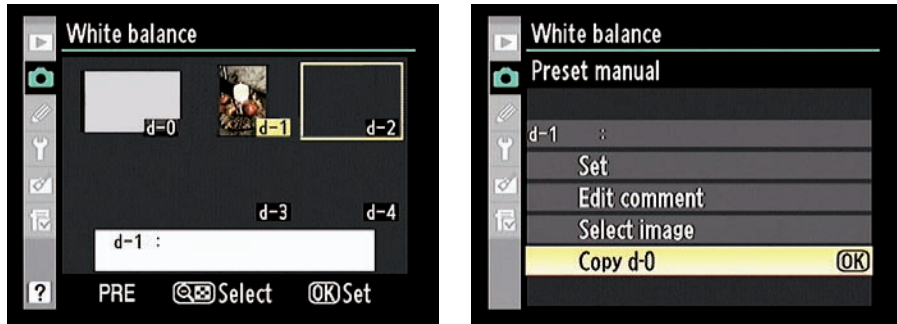 White balance
d-0
d-1
d-2
d-3
d-4
d-1 :
? PRE Select OK Set
White balance
Preset manual
d-1 :
Set
Edit comment
Select image
Copy d-0 OK